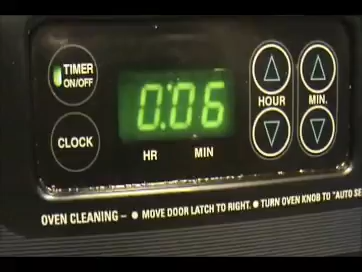 TIMER
ON/OFF
0:06
HOUR
MIN.
CLOCK
HR MIN
OVEN CLEANING – ● MOVE DOOR LATCH TO RIGHT. ● TURN OVEN KNOB TO "AUTO